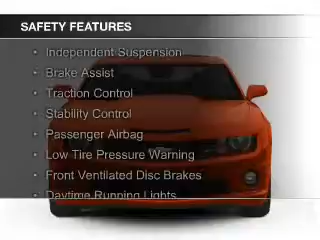 SAFETY FEATURES
• Independent Suspension
• Brake Assist
• Traction Control
• Stability Control
• Passenger Airbag
• Low Tire Pressure Warning
• Front Ventilated Disc Brakes
• Daytime Running Lights